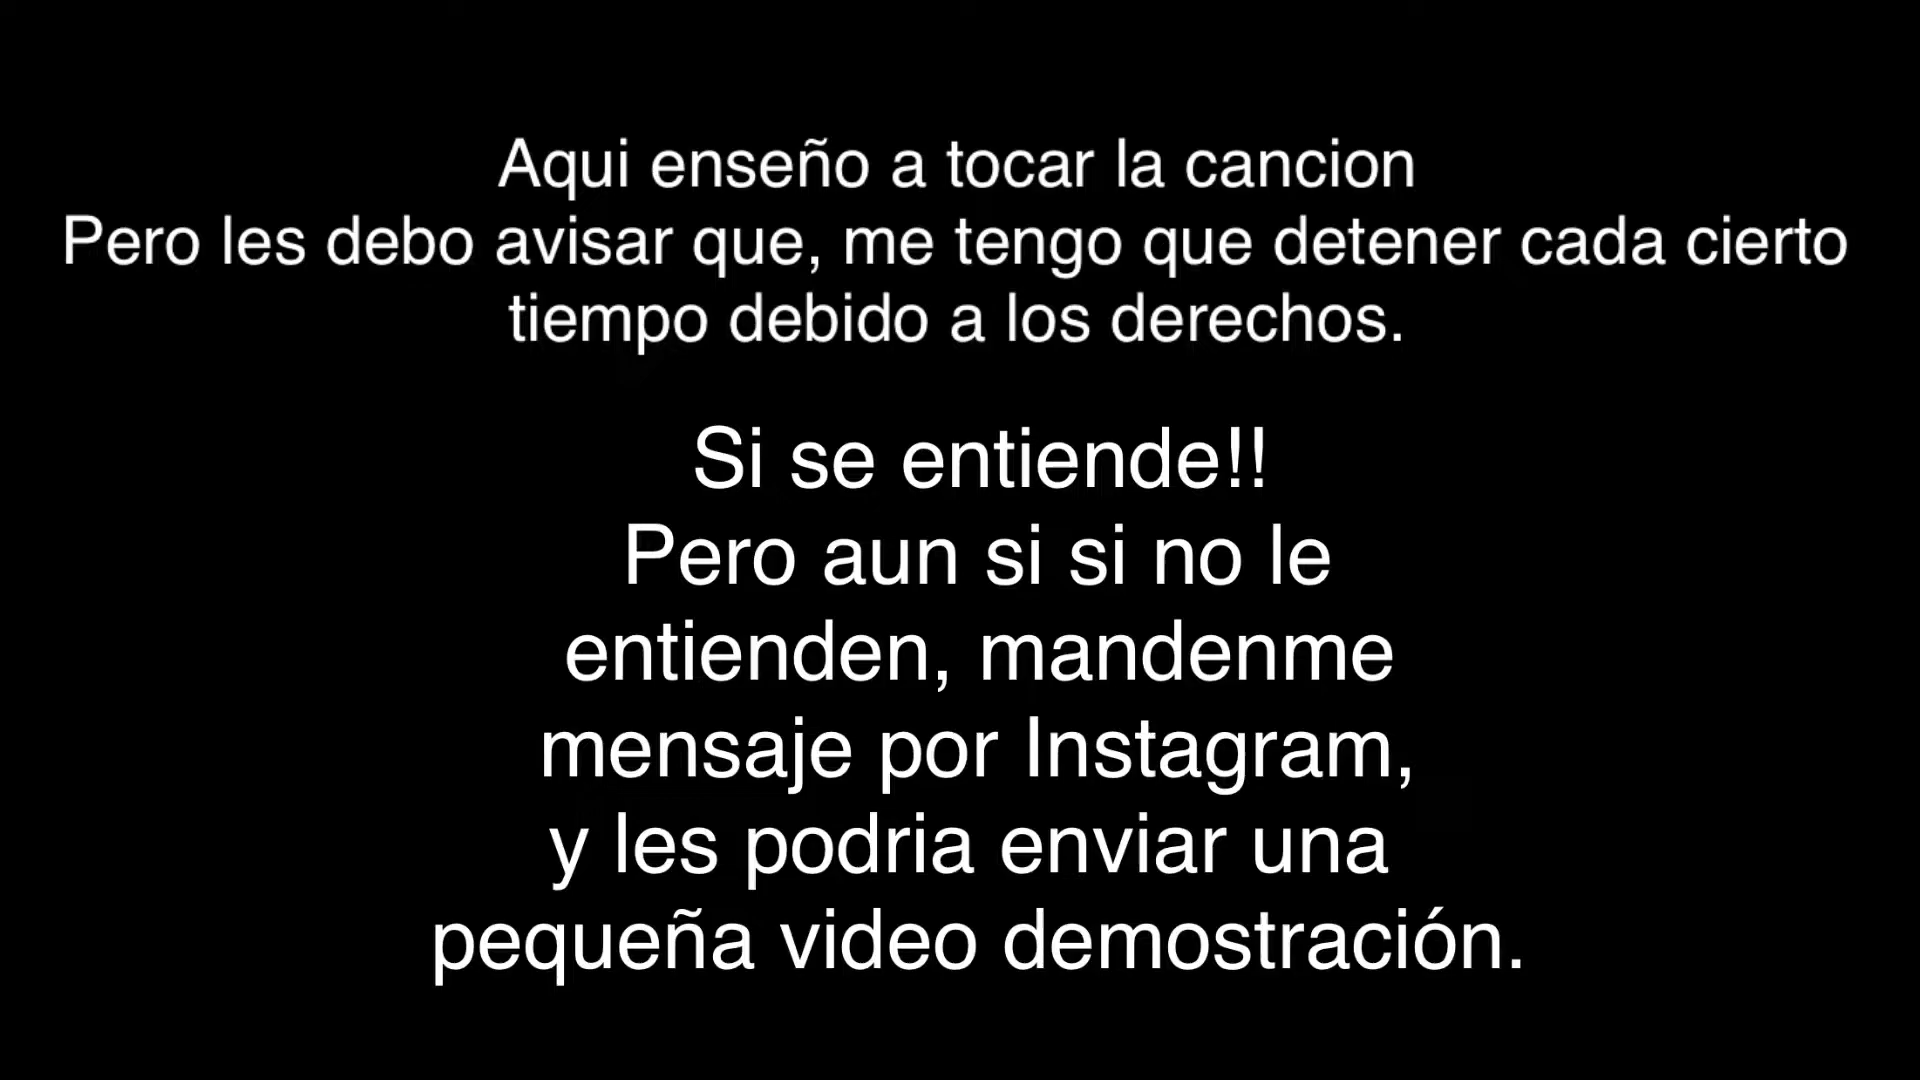 Aqui enseño a tocar la cancion
Pero les debo avisar que, me tengo que detener cada cierto
tiempo debido a los derechos.
Si se entiende!!
Pero aun si si no le
entienden, mandenme
mensaje por Instagram,
y les podria enviar una
pequeña video demostración.